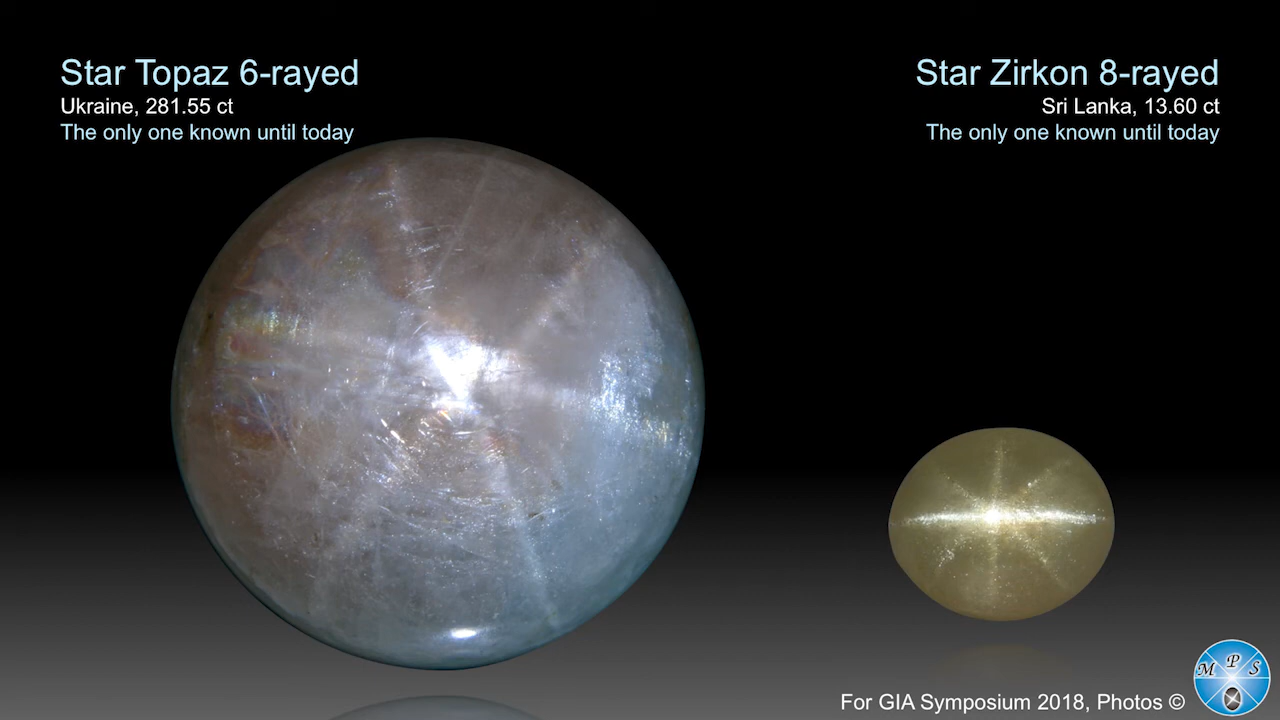 Star Topaz 6-rayed
Ukraine, 281.55 ct
The only one known until today
Star Zirkon 8-rayed
Sri Lanka, 13.60 ct
The only one known until today
For GIA Symposium 2018, Photos ©
M P S